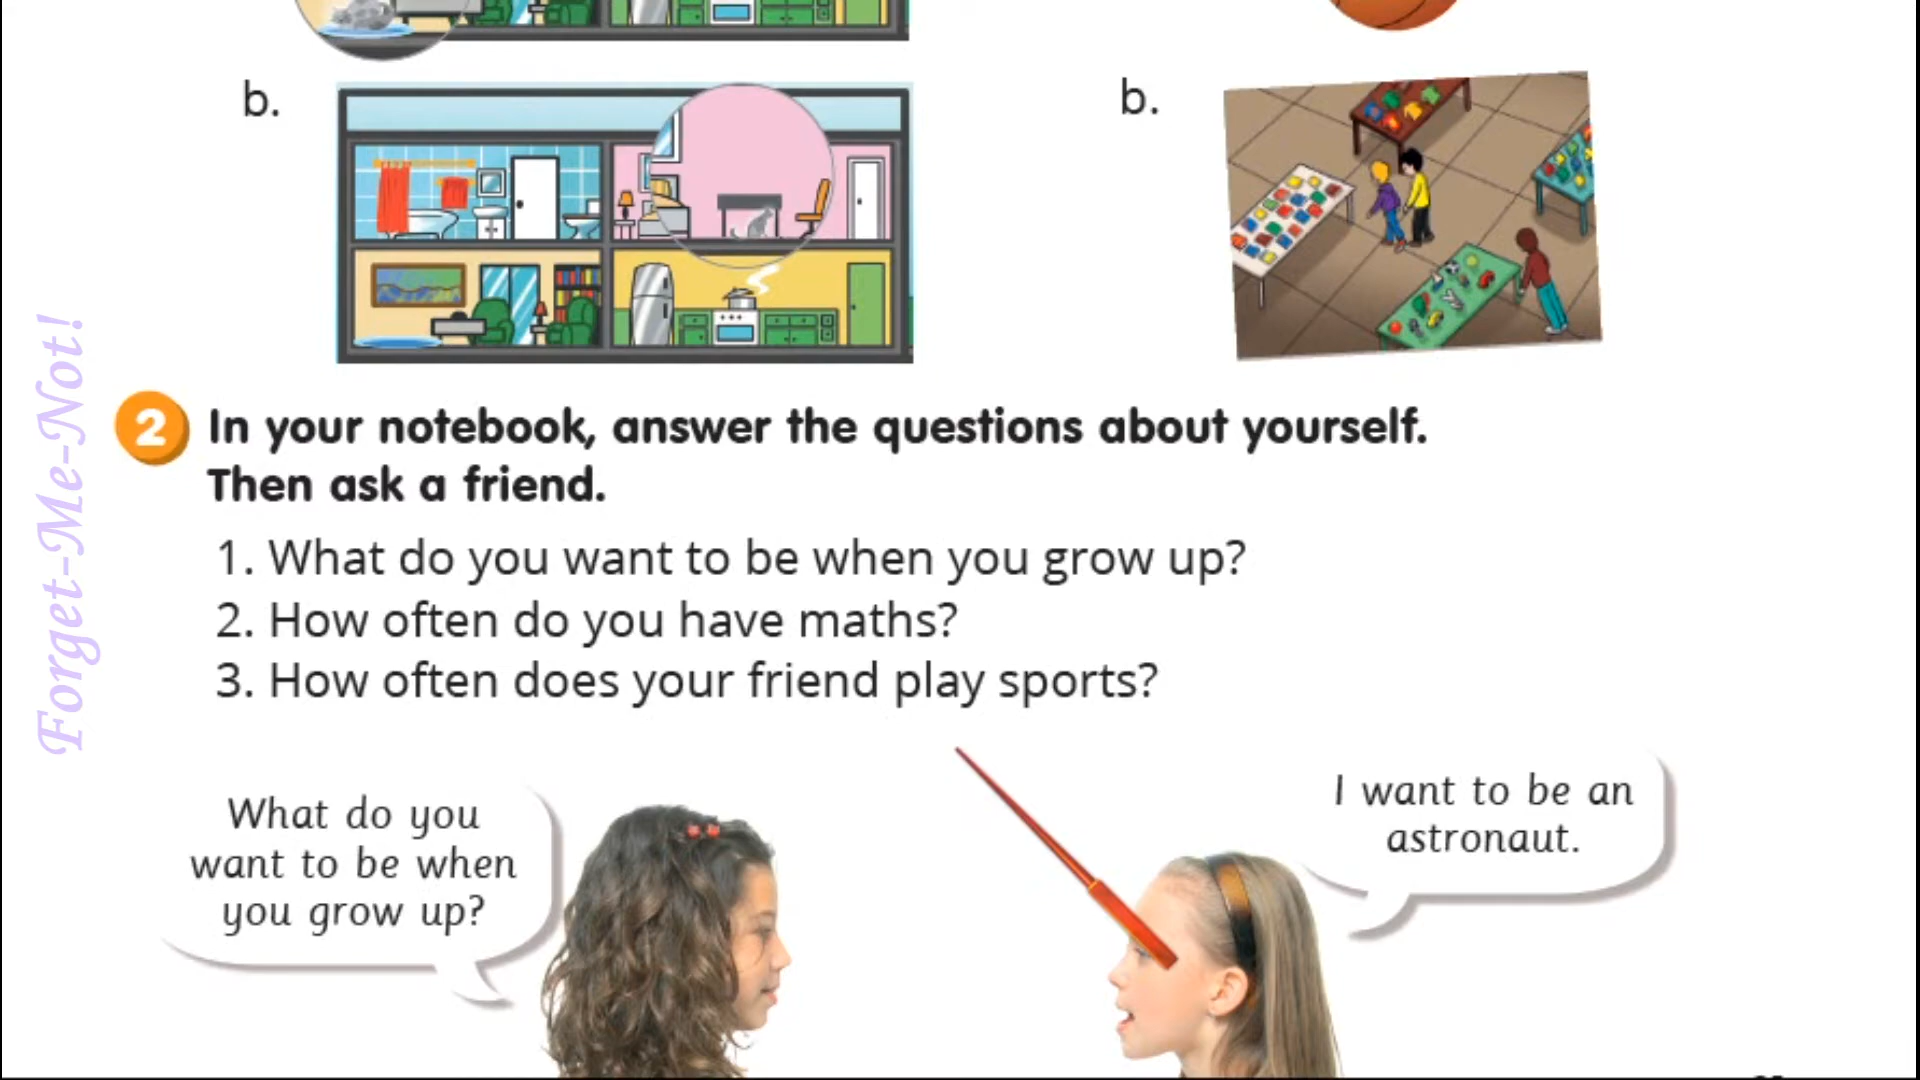 b.
b.
Forget-Me-Not!
2 In your notebook, answer the questions about yourself.
Then ask a friend.
1. What do you want to be when you grow up?
2. How often do you have maths?
3. How often does your friend play sports?
What do you
want to be when
you grow up?
I want to be an
astronaut.